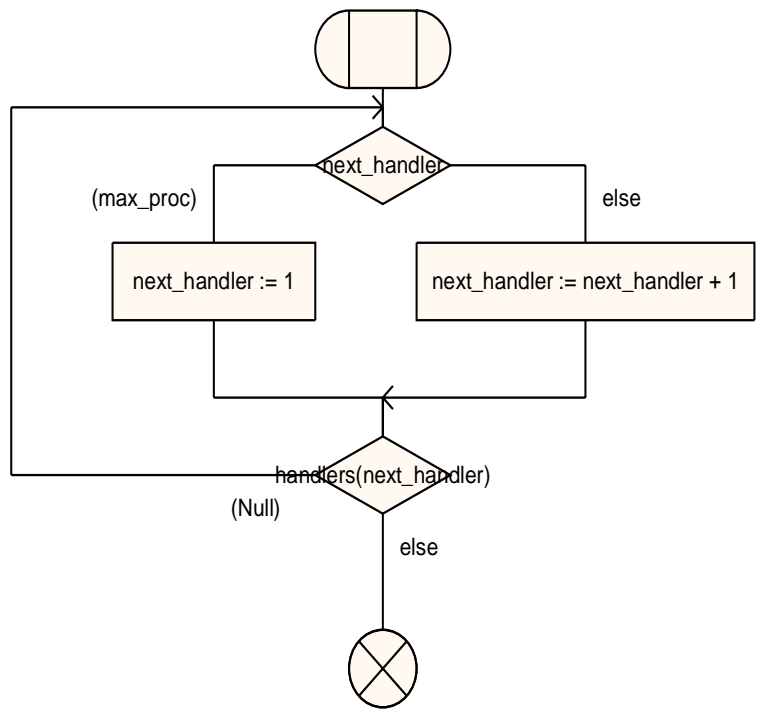 next_handler
(max_proc)
else
next_handler := 1
next_handler := next_handler + 1
handlers(next_handler)
(Null)
else